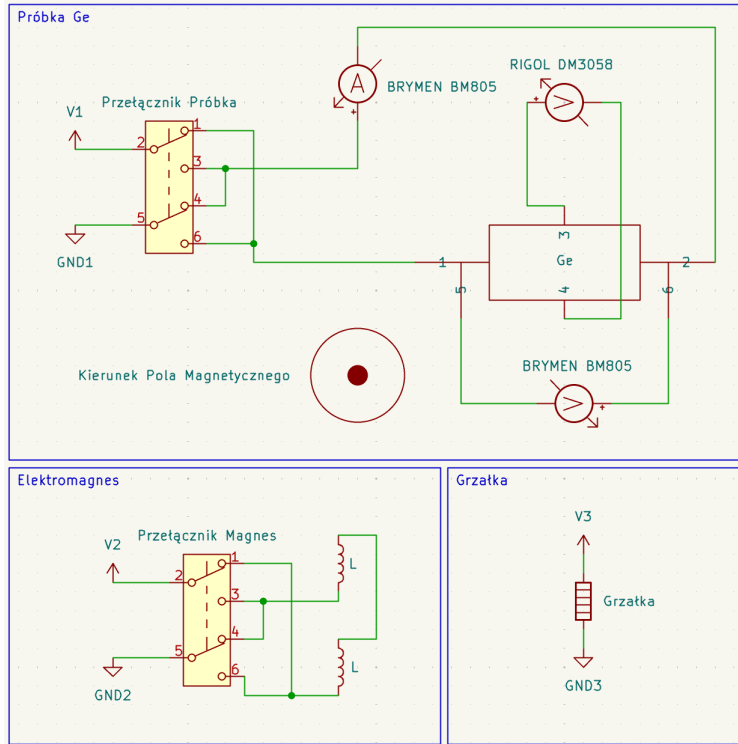 Próbka Ge
RIGOL DM3058
A
BRYMEN BM805
+
+
V
Przełącznik Próbka
V1
1
2
3
4
5
6
GND1
3
1
Ge
2
5
4
6
BRYMEN BM805
V
+
Kierunek Pola Magnetycznego
Elektromagnes
Przełącznik Magnes
V2
1
2
3
4
5
6
GND2
L
L
Grzałka
V3
Grzałka
GND3